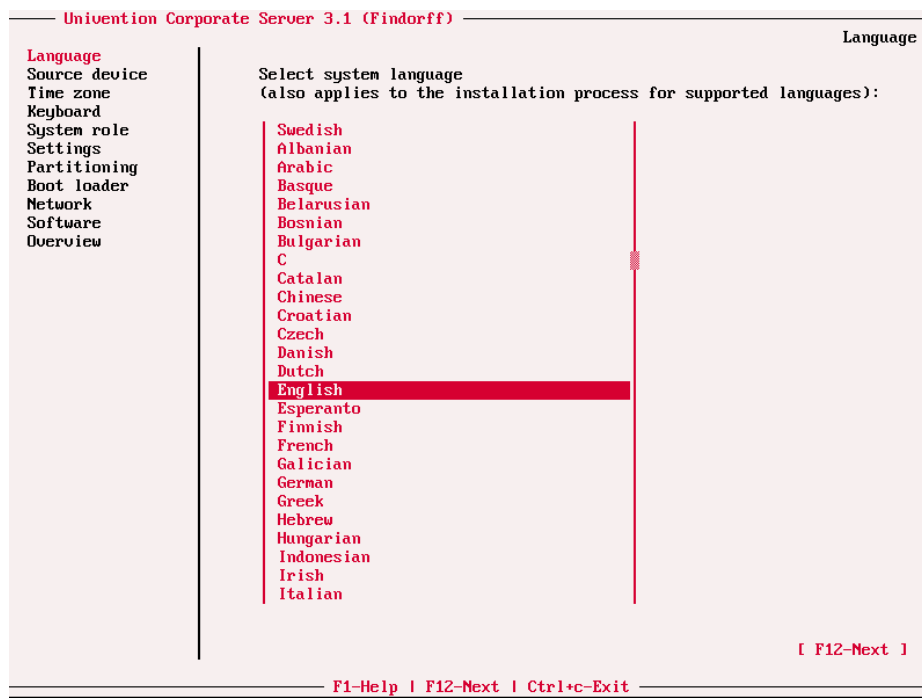 Univention Corporate Server 3.1 (Findorff)
Language
Language
Source device
Time zone
Keyboard
System role
Settings
Partitioning
Boot loader
Network
Software
Overview
Select system language
(also applies to the installation process for supported languages):
Swedish
Albanian
Arabic
Basque
Belarusian
Bosnian
Bulgarian
C
Catalan
Chinese
Croatian
Czech
Danish
Dutch
English
Esperanto
Finnish
French
Galician
German
Greek
Hebrew
Hungarian
Indonesian
Irish
Italian
[ F12-Next ]
F1-Help | F12-Next | Ctrl+c-Exit